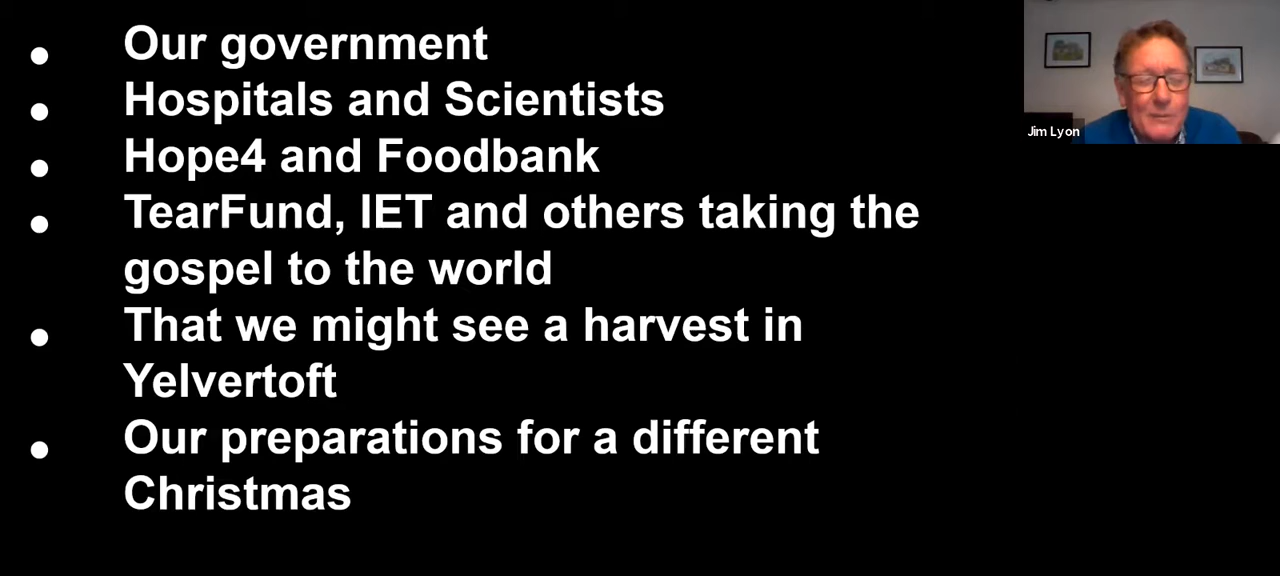 Our government
Hospitals and Scientists
Hope4 and Foodbank
TearFund, IET and others taking the
gospel to the world
That we might see a harvest in
Yelvertoft
Our preparations for a different
Christmas
Jim Lyon